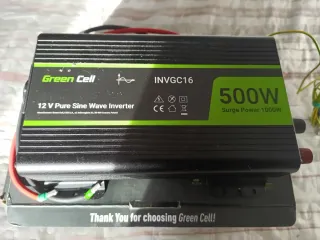 Green Cell
INVGC16
500W
12 V Pure Sine Wave Inverter
Surge Power 1000W
Thank You for choosing Green Cell!